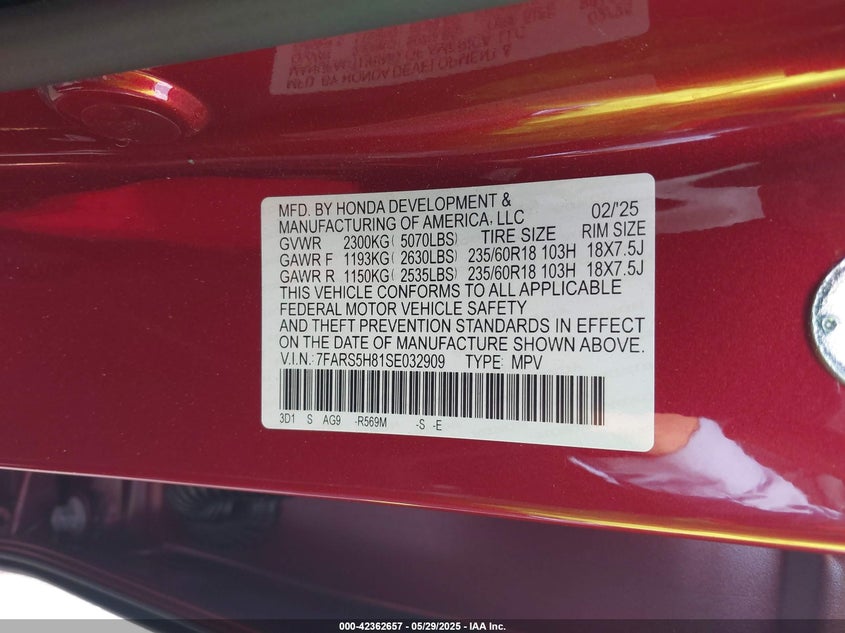 MFD. BY HONDA DEVELOPMENT &
MANUFACTURING OF AMERICA, LLC 02/'25
GVWR 2300KG( 5070LBS) TIRE SIZE RIM SIZE
GAWR F 1193KG( 2630LBS) 235/60R18 103H 18X7.5J
GAWR R 1150KG( 2535LBS) 235/60R18 103H 18X7.5J
THIS VEHICLE CONFORMS TO ALL APPLICABLE
FEDERAL MOTOR VEHICLE SAFETY
AND THEFT PREVENTION STANDARDS IN EFFECT
ON THE DATE OF MANUFACTURE SHOWN ABOVE.
V.I.N.:7FARS5H81SE032909 TYPE: MPV
3D1 S AG9 -R569M -S -E
000-42362657 / 05/29/2025 - IAA Inc.